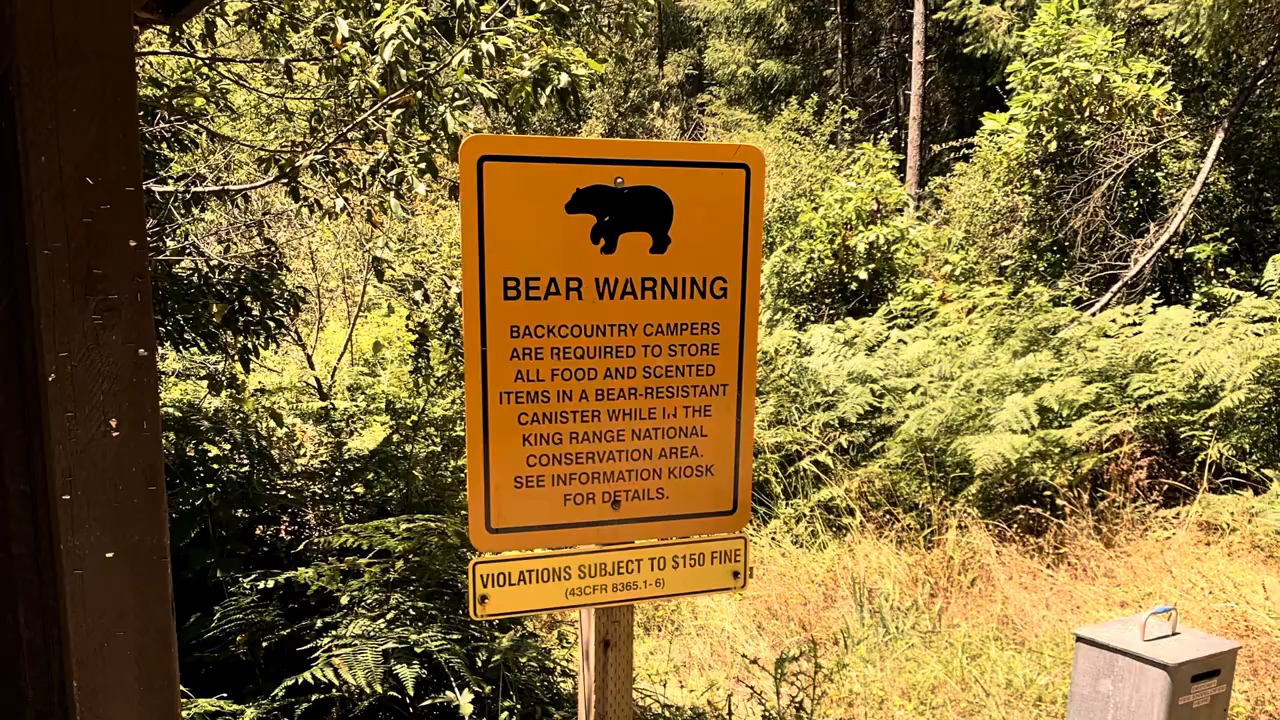 BEAR WARNING
BACKCOUNTRY CAMPERS
ARE REQUIRED TO STORE
ALL FOOD AND SCENTED
ITEMS IN A BEAR-RESISTANT
CANISTER WHILE IN THE
KING RANGE NATIONAL
CONSERVATION AREA.
SEE INFORMATION KIOSK
FOR DETAILS.
VIOLATIONS SUBJECT TO $150 FINE
(43CFR 8365.1-6)